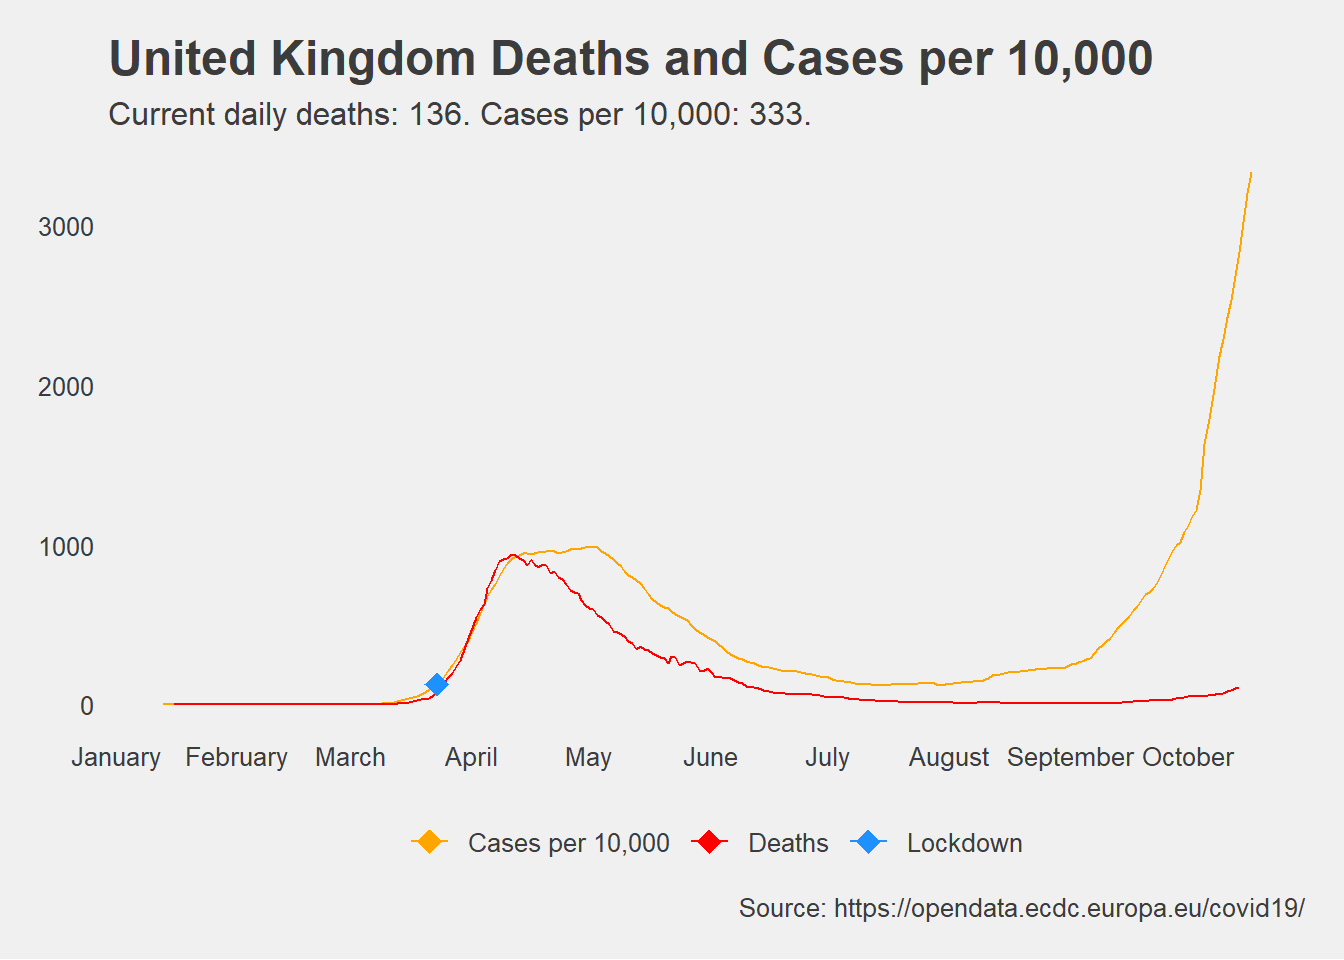 United Kingdom Deaths and Cases per 10,000
Current daily deaths: 136. Cases per 10,000: 333.
3000
2000
1000
0
January February March April May June July August September October
Cases per 10,000 Deaths Lockdown
Source: https://opendata.ecdc.europa.eu/covid19/